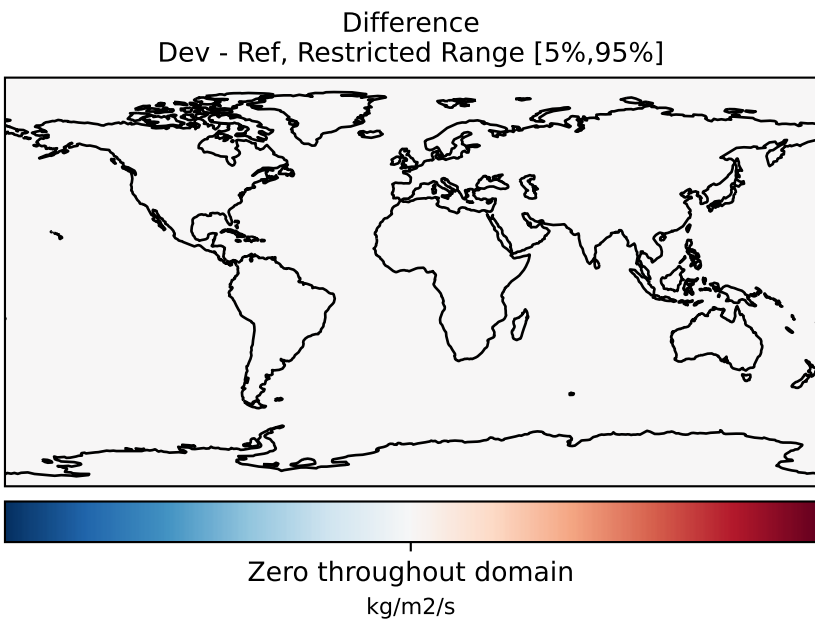 Difference
Dev - Ref, Restricted Range [5%,95%]
Zero throughout domain
kg/m2/s